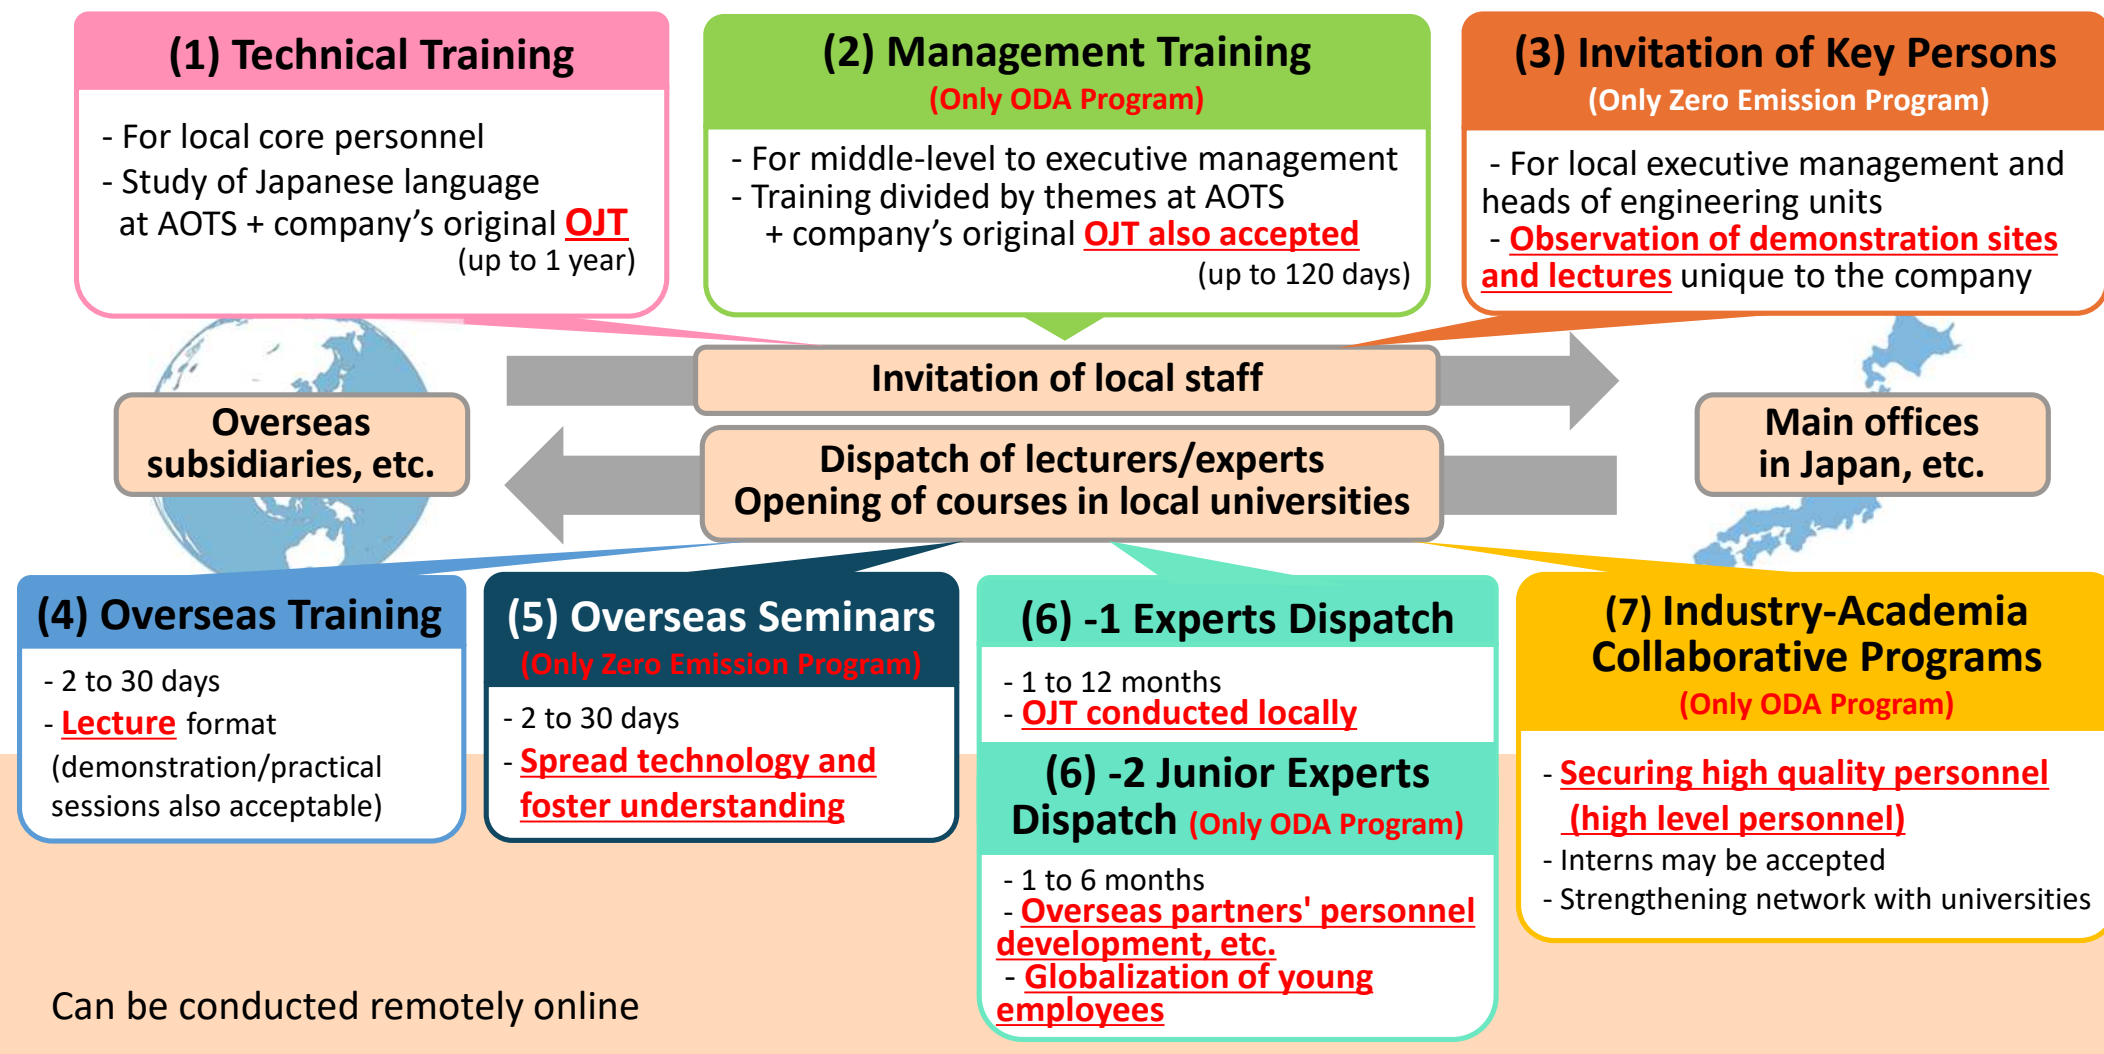 (1) Technical Training
- For local core personnel
- Study of Japanese language
at AOTS + company's original OJT
(up to 1 year)
(2) Management Training
(Only ODA Program)
- For middle-level to executive management
- Training divided by themes at AOTS
+ company's original OJT also accepted
(up to 120 days)
(3) Invitation of Key Persons
(Only Zero Emission Program)
- For local executive management and
heads of engineering units
- Observation of demonstration sites
and lectures unique to the company
Invitation of local staff
Overseas
subsidiaries, etc.
Dispatch of lecturers/experts
Opening of courses in local universities
Main offices
in Japan, etc.
(4) Overseas Training
- 2 to 30 days
- Lecture format
(demonstration/practical
sessions also acceptable)
(5) Overseas Seminars
(Only Zero Emission Program)
- 2 to 30 days
- Spread technology and
foster understanding
(6) -1 Experts Dispatch
- 1 to 12 months
- OJT conducted locally
(6) -2 Junior Experts
Dispatch (Only ODA Program)
- 1 to 6 months
- Overseas partners' personnel
development, etc.
- Globalization of young
employees
(7) Industry-Academia
Collaborative Programs
(Only ODA Program)
- Securing high quality personnel
(high level personnel)
- Interns may be accepted
- Strengthening network with universities
Can be conducted remotely online